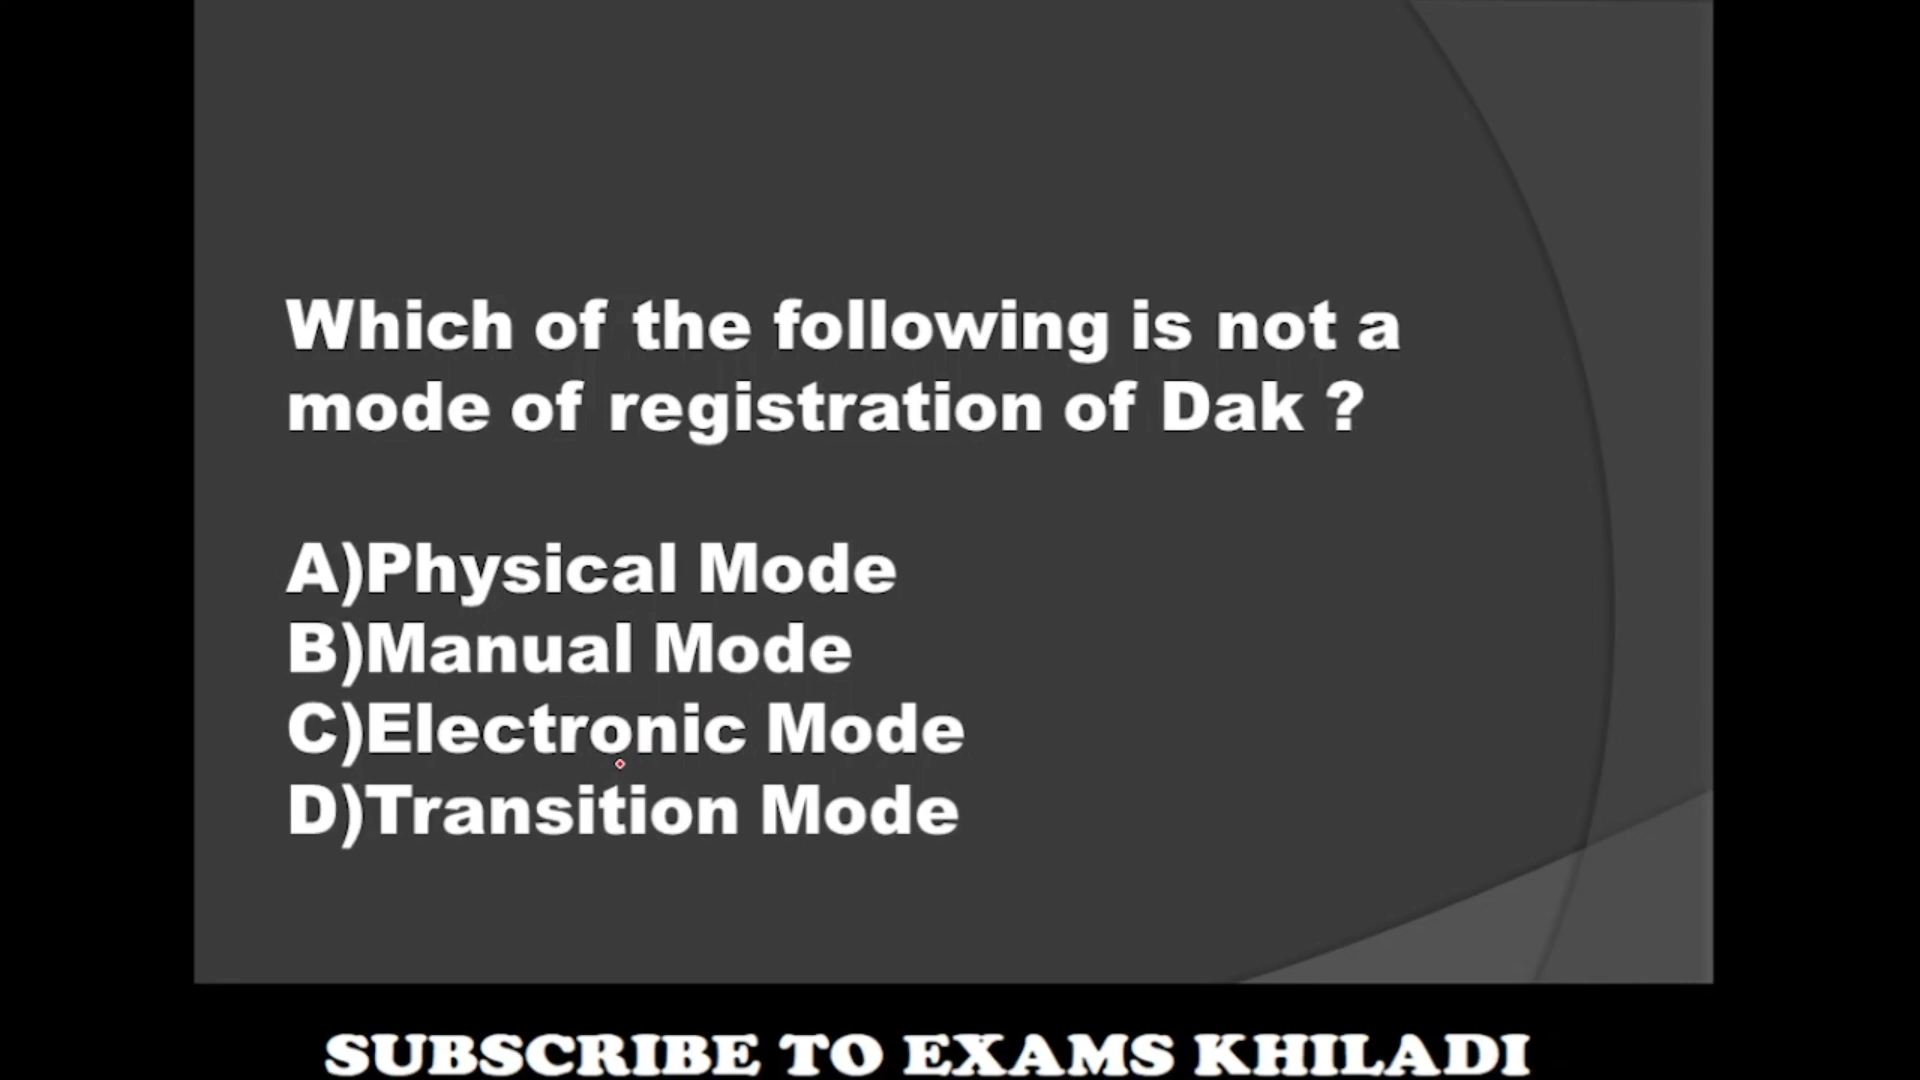 Which of the following is not a
mode of registration of Dak ?
A)Physical Mode
B)Manual Mode
C)Electronic Mode
D)Transition Mode
SUBSCRIBE TO EXAMS KHILADI